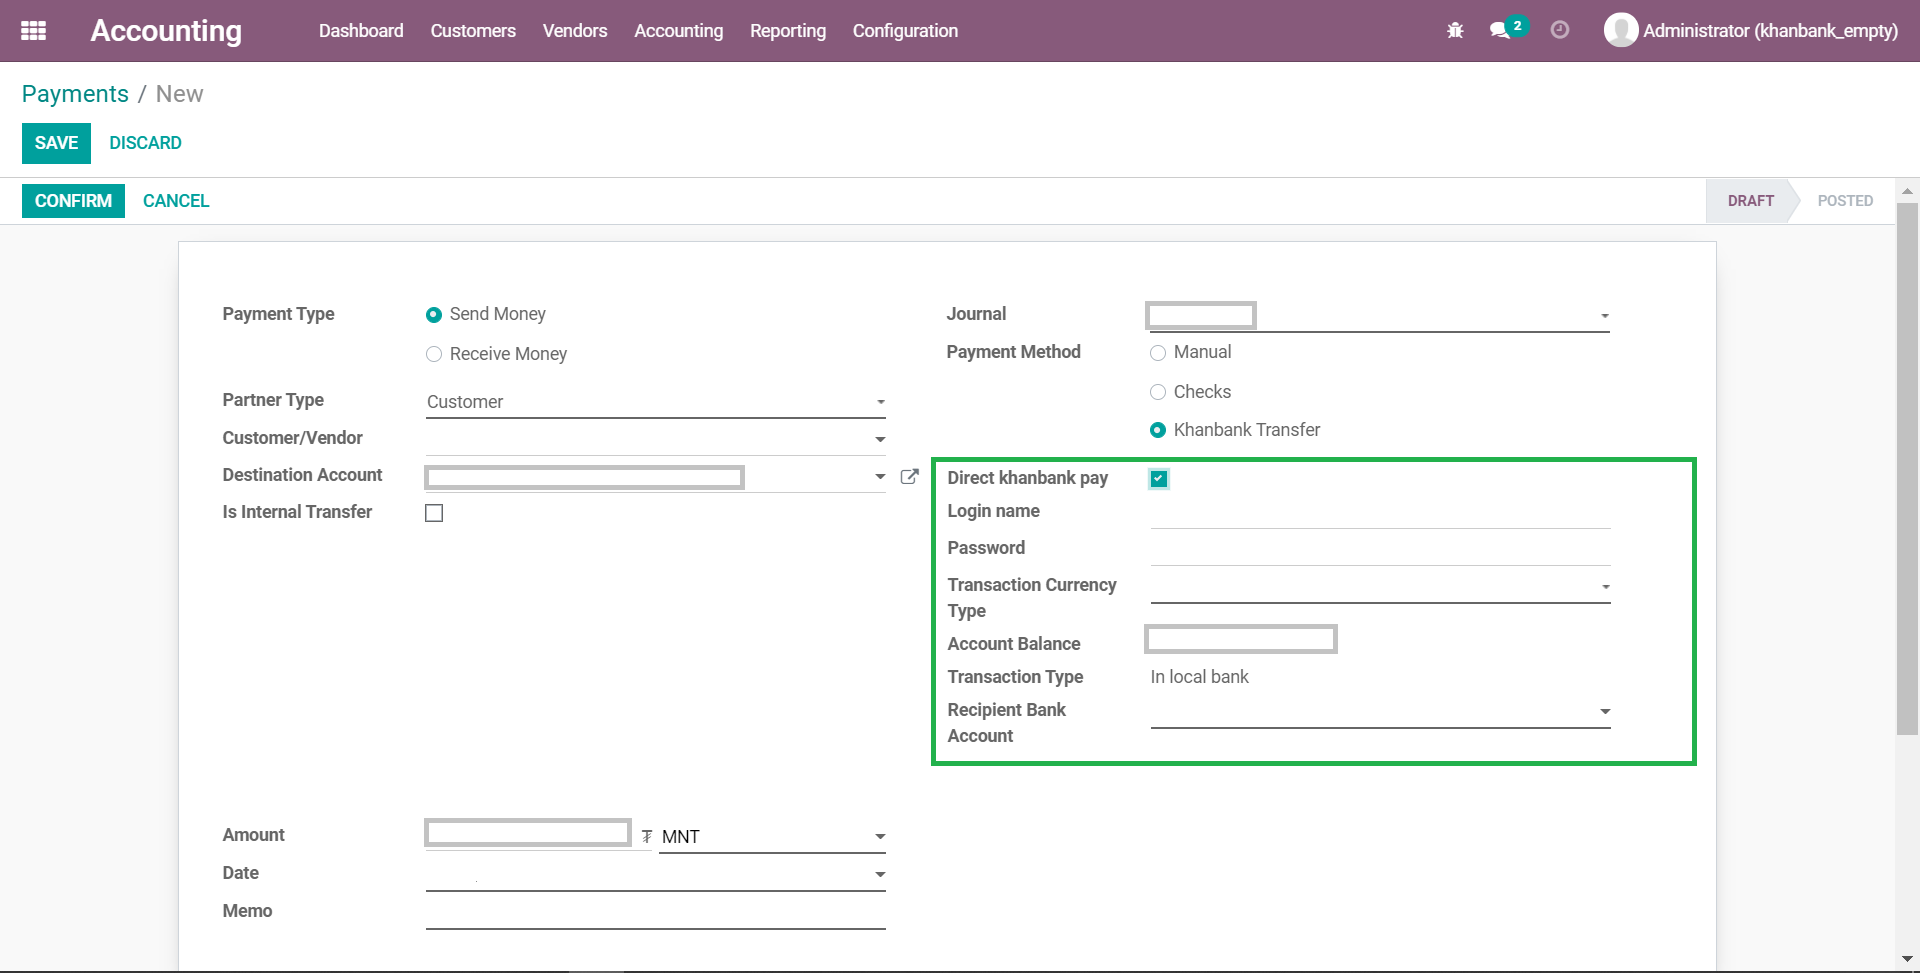 Accounting Dashboard Customers Vendors Accounting Reporting Configuration 2 Administrator (khanbank_empty)
Payments / New
SAVE DISCARD
CONFIRM CANCEL DRAFT POSTED
Payment Type Send Money
Receive Money
Partner Type Customer
Customer/Vendor
Destination Account
Is Internal Transfer
Journal
Payment Method Manual
Checks
Khanbank Transfer
Direct khanbank pay
Login name
Password
Transaction Currency
Type
Account Balance
Transaction Type In local bank
Recipient Bank
Account
Amount ₮ MNT
Date
Memo